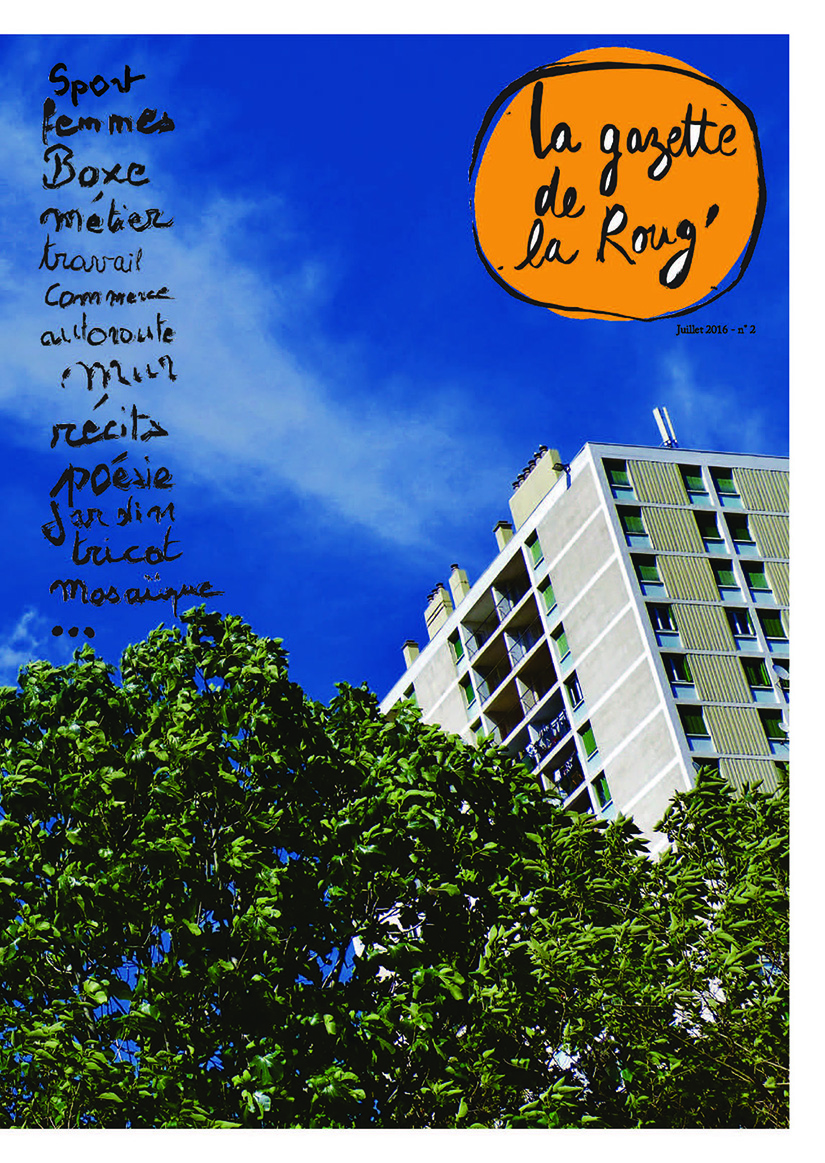 Sport
femmes
Boxe
métier
travail
Commerce
autoroute
mur
récits
poésie
jardin
tricot
mosaïque
...
la gazette
de
la Roug'
Juillet 2016 - n° 2